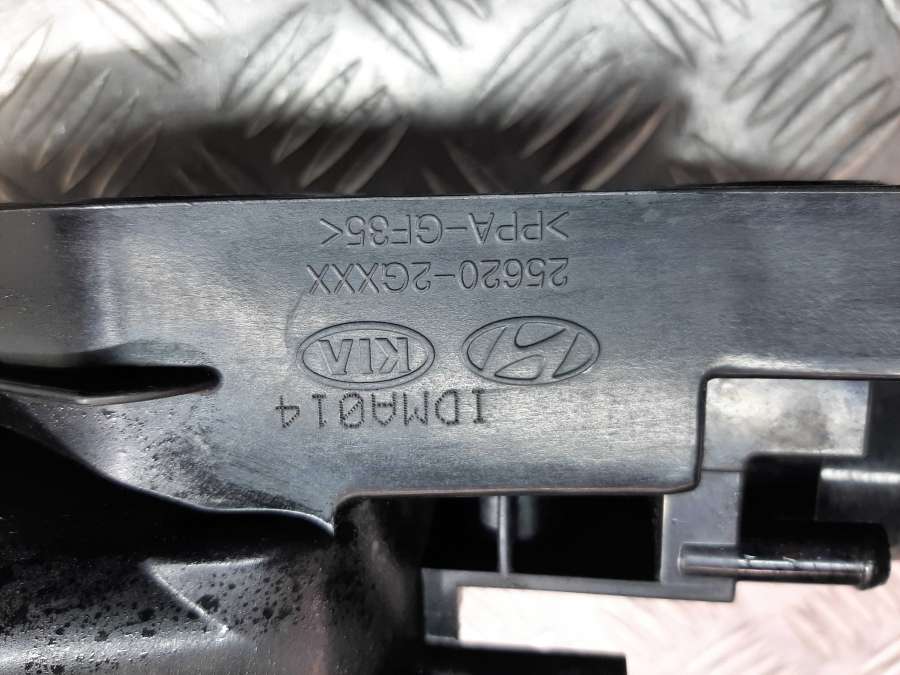 IDMA014
KIA
25620-2GXXX
>PPA-GF35<